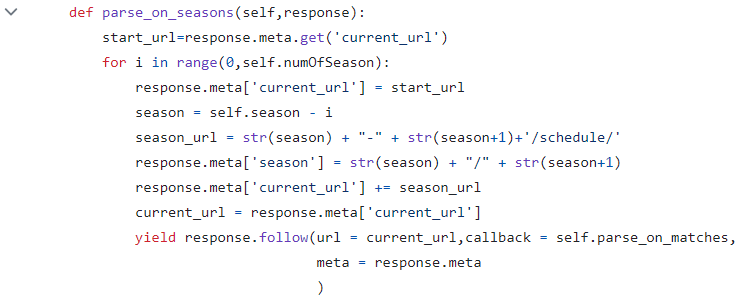 def parse_on_seasons(self,response):
start_url=response.meta.get('current_url')
for i in range(0,self.numOfSeason):
response.meta['current_url'] = start_url
season = self.season - i
season_url = str(season) + "-" + str(season+1)+'/schedule/'
response.meta['season'] = str(season) + "/" + str(season+1)
response.meta['current_url'] += season_url
current_url = response.meta['current_url']
yield response.follow(url = current_url,callback = self.parse_on_matches,
meta = response.meta
)